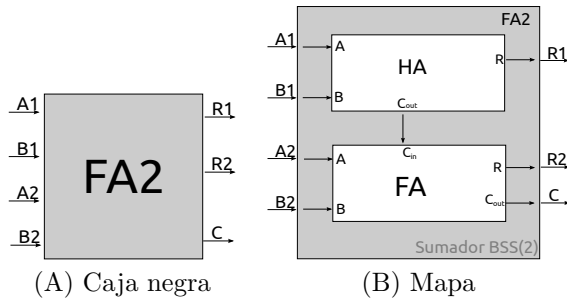 A1
B1
A2
B2
FA2
R1
R2
C
(A) Caja negra
FA2
A1
B1
A2
B2
A
B
HA
R
Cout
R1
Cin
A
B
FA
R
Cout
R2
C
Sumador BSS(2)
(B) Mapa